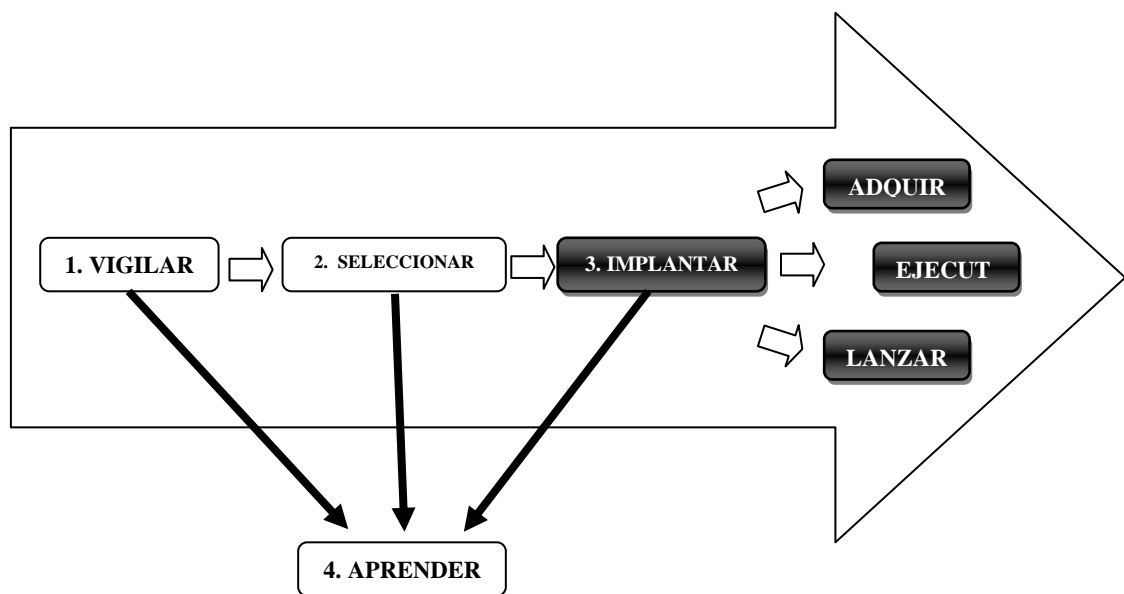 ADQUIR
1. VIGILAR
2. SELECCIONAR
3. IMPLANTAR
EJECUT
LANZAR
4. APRENDER